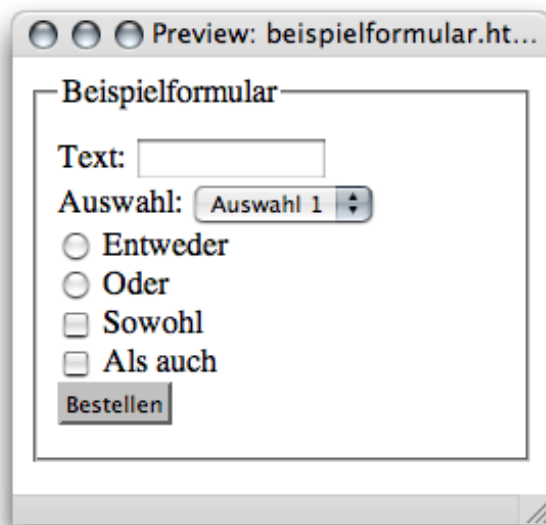 Preview: beispielformular.ht...
Beispielformular
Text:
Auswahl: Auswahl 1
Entweder
Oder
Sowohl
Als auch
Bestellen